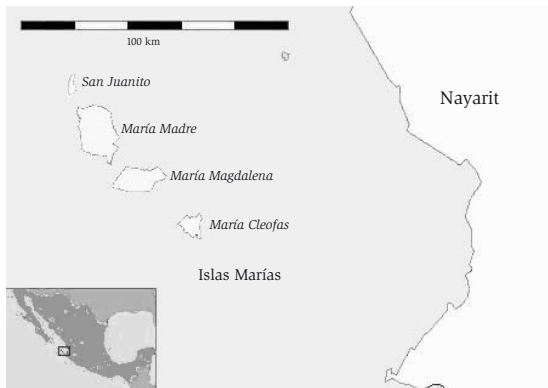 100 km
San Juanito
Nayarit
María Madre
María Magdalena
María Cleofas
Islas Marías